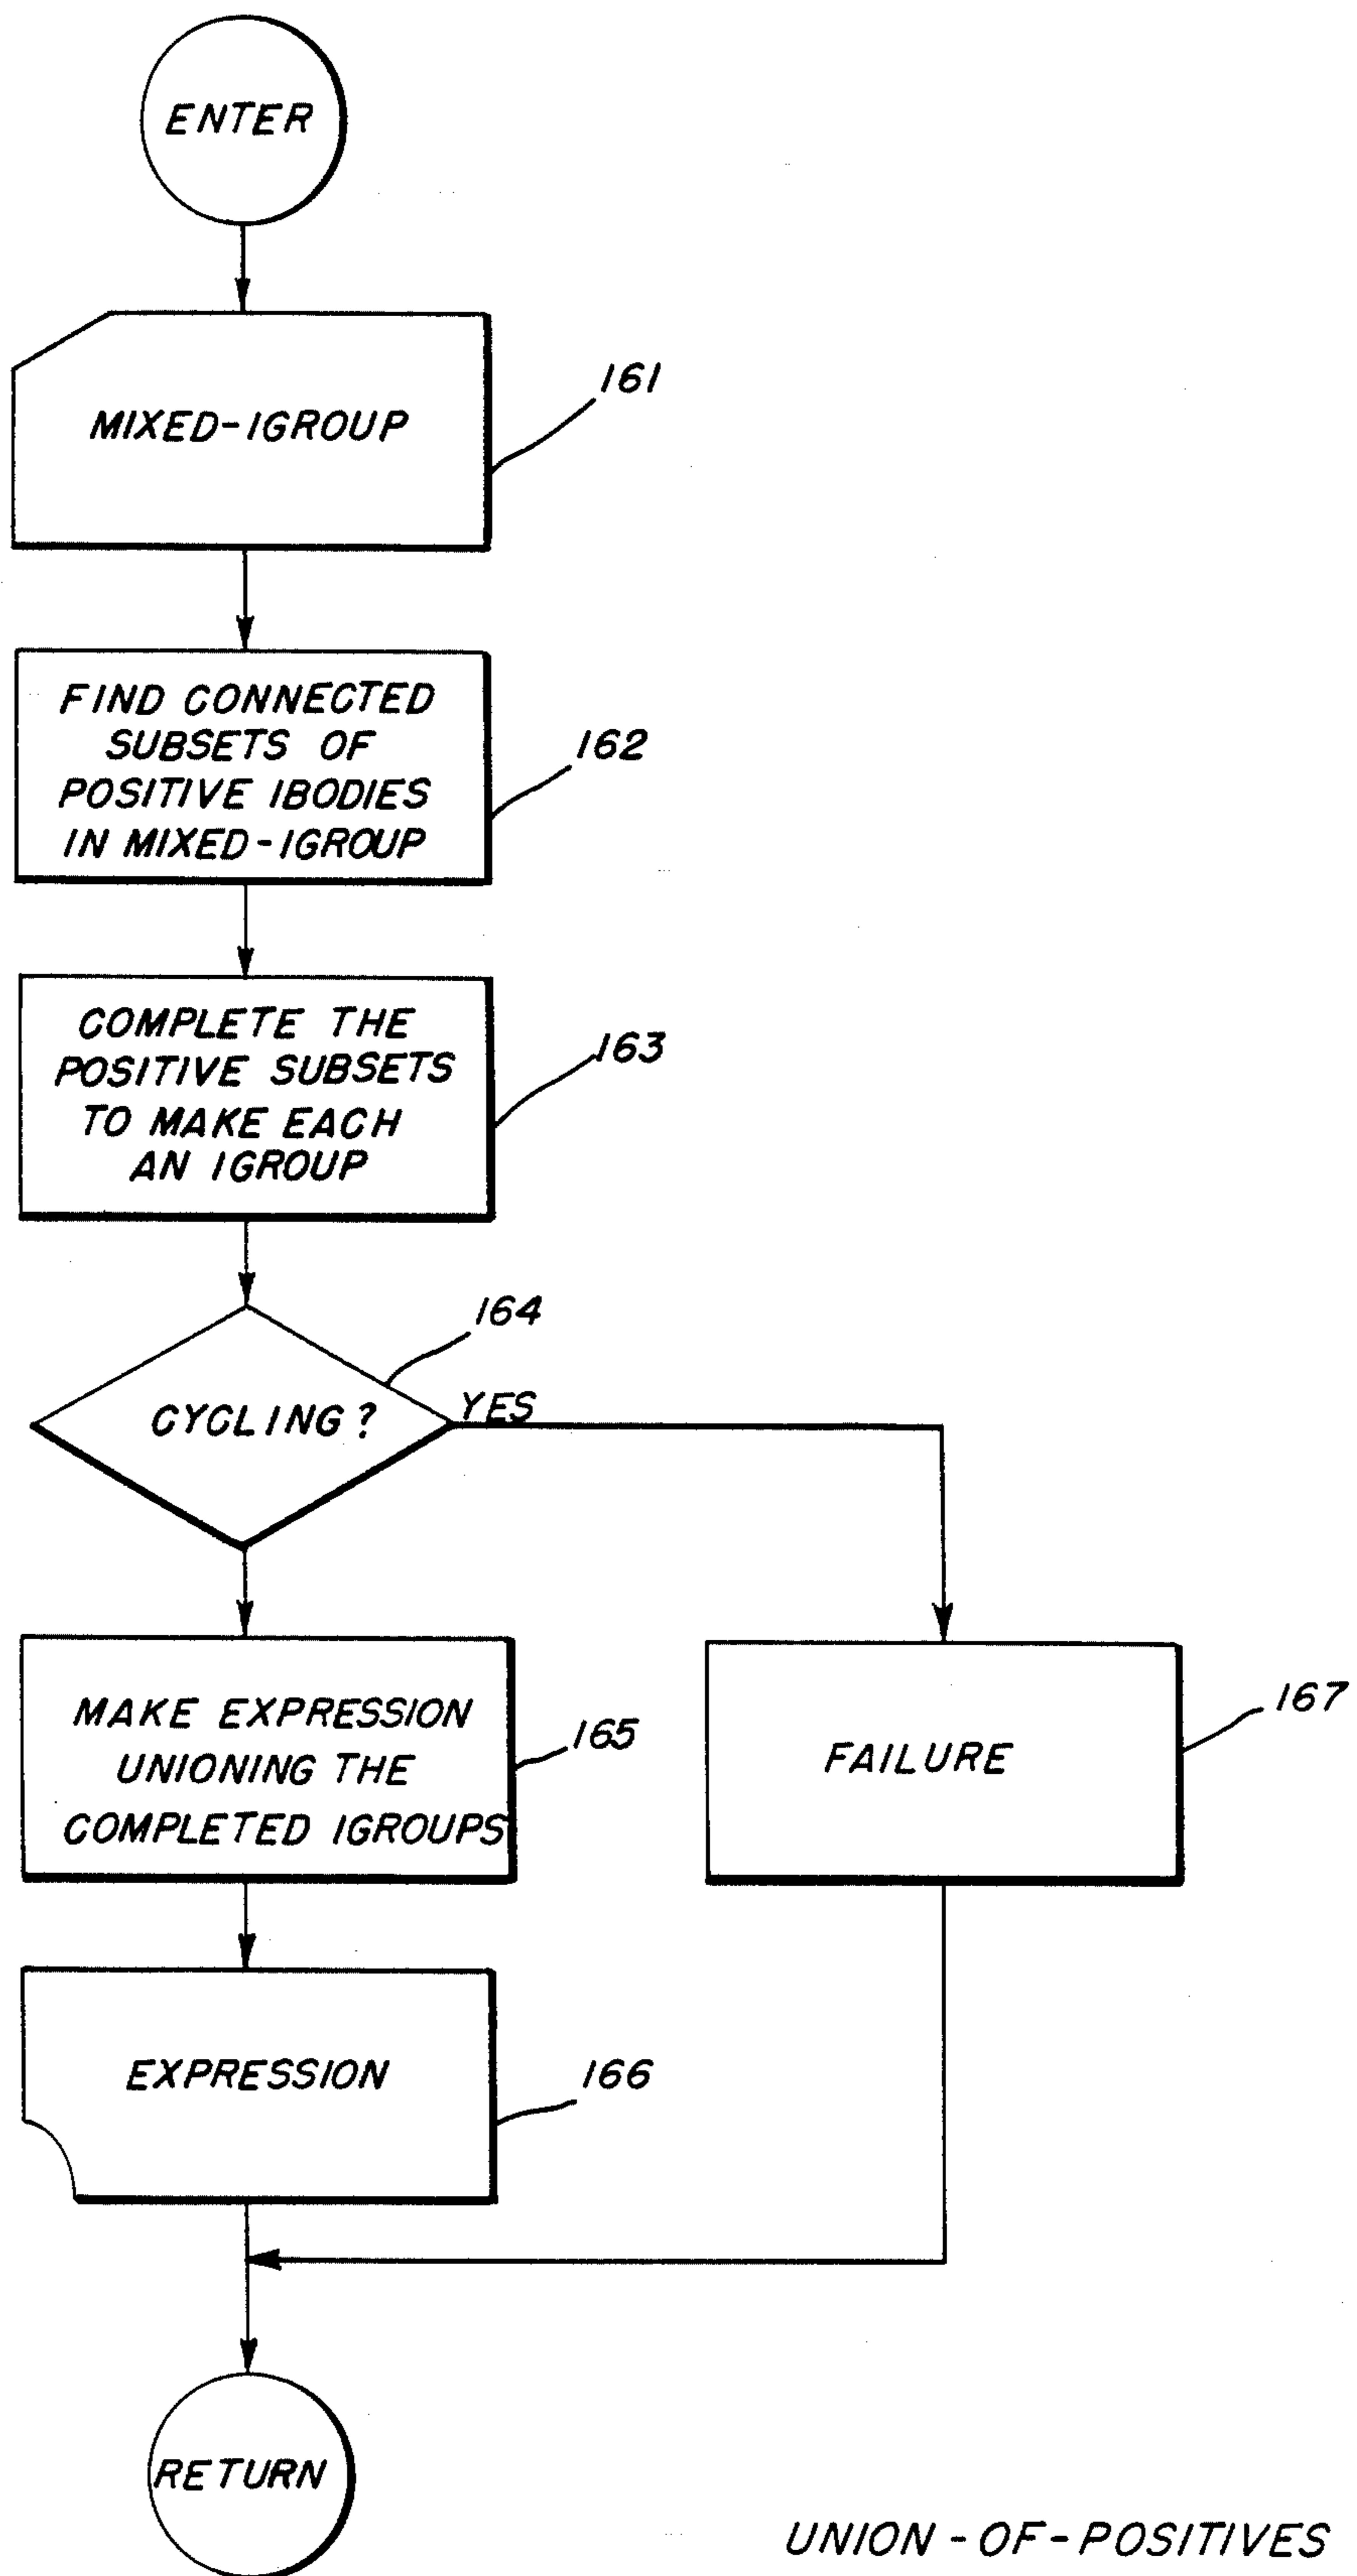 ENTER
MIXED-IGROUP
161
FIND CONNECTED
SUBSETS OF
POSITIVE IBODIES
IN MIXED-IGROUP
162
COMPLETE THE
POSITIVE SUBSETS
TO MAKE EACH
AN IGROUP
163
164
CYCLING?
YES
MAKE EXPRESSION
UNIONING THE
COMPLETED IGROUPS
165
FAILURE
167
EXPRESSION
166
RETURN
UNION-OF-POSITIVES